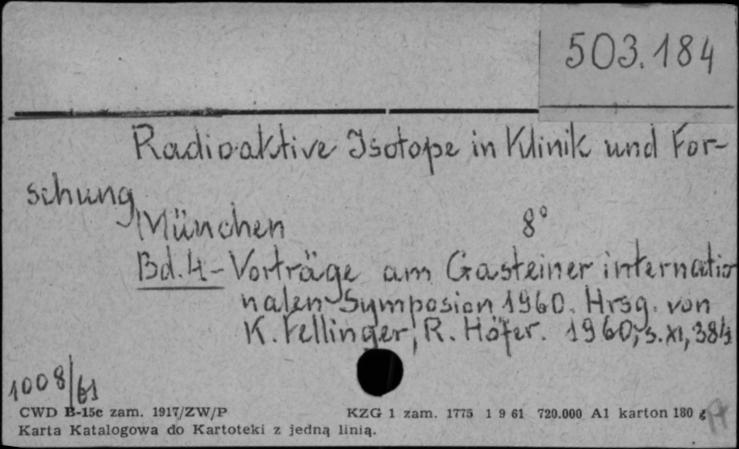 503.184
Radioaktive Isotope in Klinik und For-
schung
München 8°
Bd.4- Vorträge am Gasteiner internatio
nalen Symposion 1960. Hrsg. von
K. Fellinger, R. Höfer. 1960, s. XI, 384
1008/61
CWD B-15c zam. 1917/ZW/P KZG 1 zam. 1775 1 9 61 720.000 A1 karton 180 g
Karta Katalogowa do Kartoteki z jedną linią.